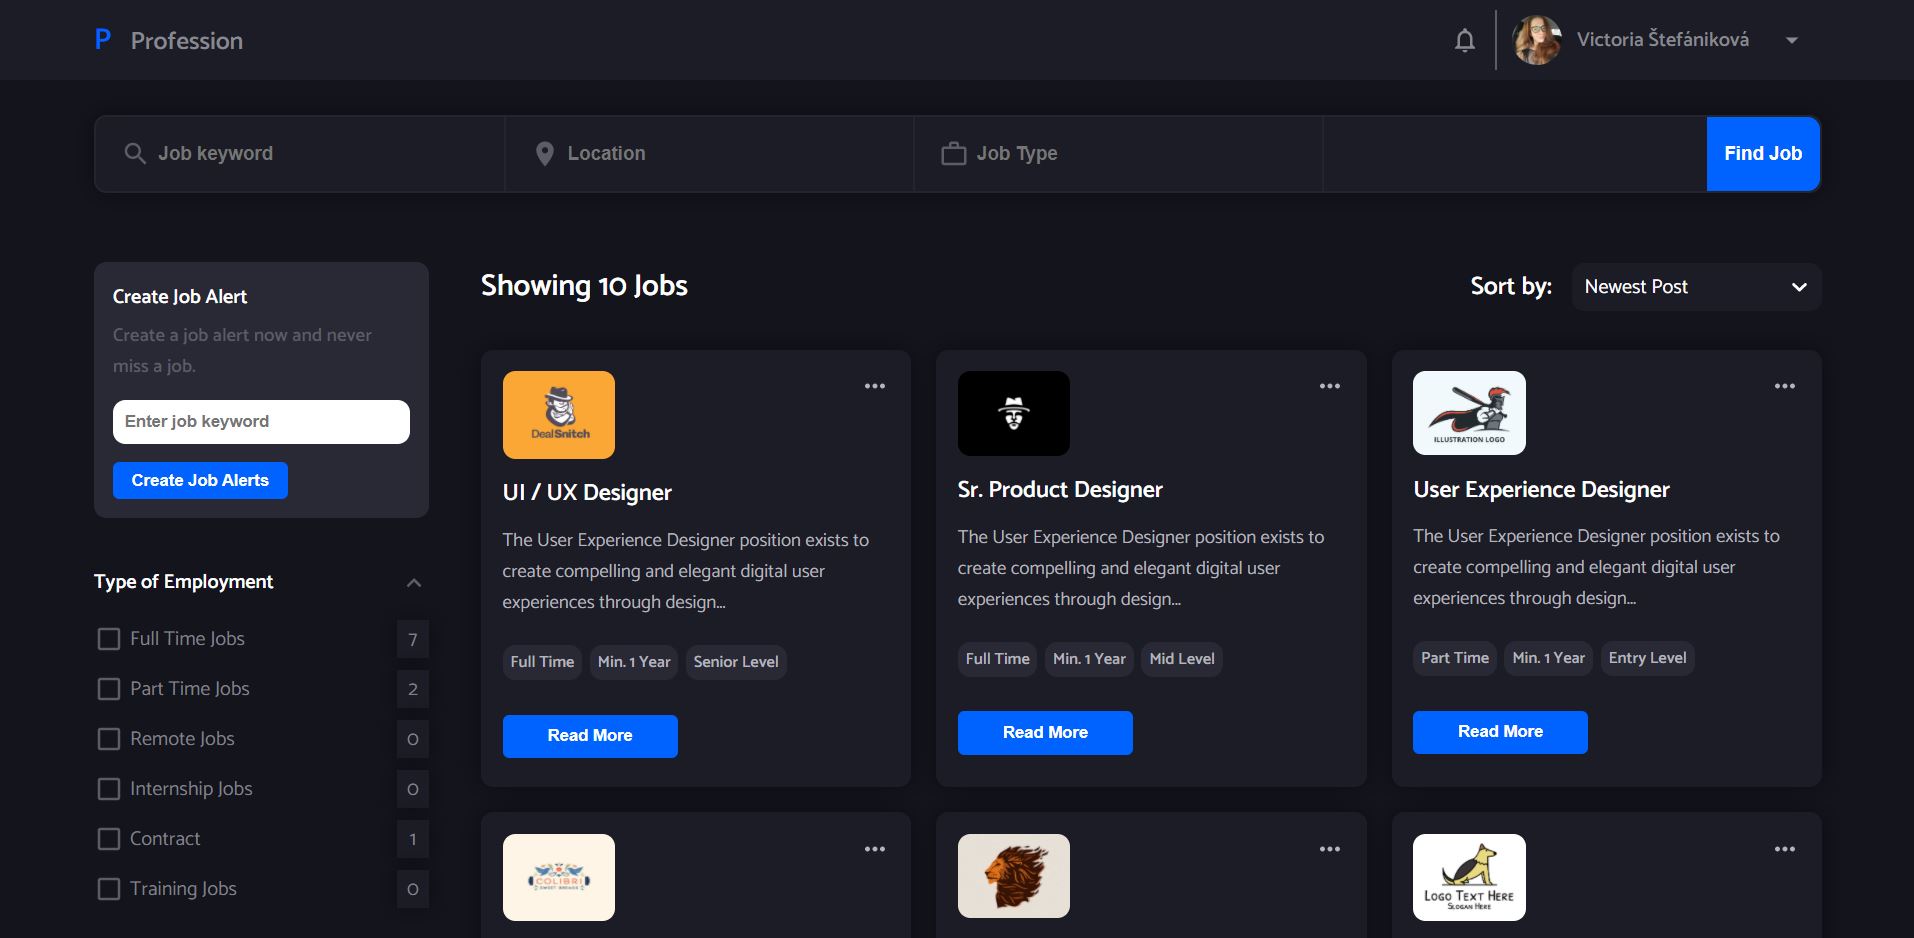 P Profession
Victoria Štefániková
Job keyword
Location
Job Type
Find Job
Create Job Alert
Create a job alert now and never
miss a job.
Enter job keyword
Create Job Alerts
Type of Employment
Full Time Jobs 7
Part Time Jobs 2
Remote Jobs 0
Internship Jobs 0
Contract 1
Training Jobs 0
Showing 10 Jobs
Sort by: Newest Post
DealSnitch
UI / UX Designer
The User Experience Designer position exists to
create compelling and elegant digital user
experiences through design...
Full Time Min. 1 Year Senior Level
Read More
Sr. Product Designer
The User Experience Designer position exists to
create compelling and elegant digital user
experiences through design...
Full Time Min. 1 Year Mid Level
Read More
ILLUSTRATION LOGO
User Experience Designer
The User Experience Designer position exists to
create compelling and elegant digital user
experiences through design...
Part Time Min. 1 Year Entry Level
Read More
COLIBRI
SWEET BREADS
LOGO TEXT HERE
SLOGAN HERE